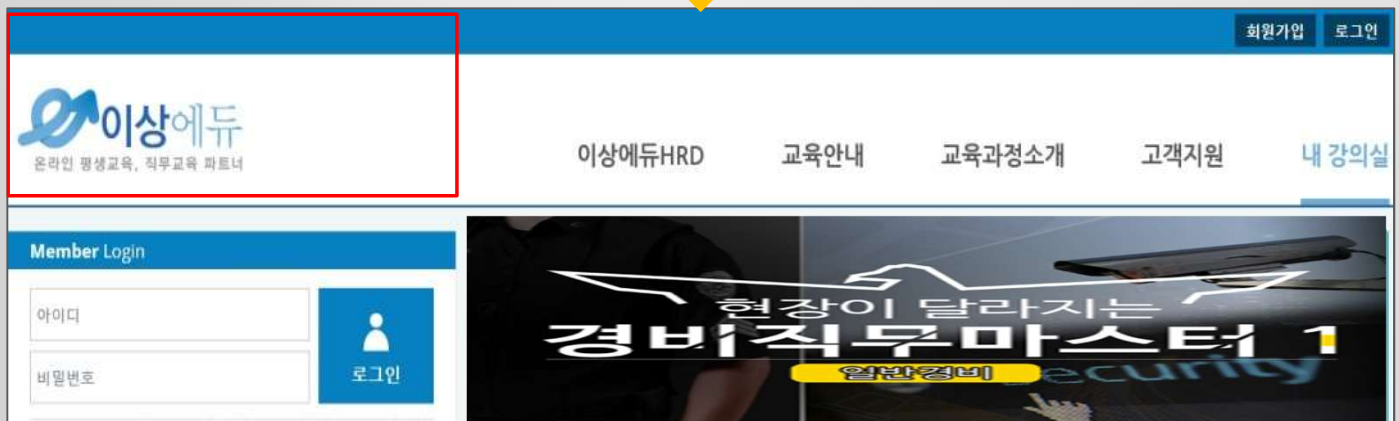 회원가입 로그인
이상에듀
온라인 평생교육, 직무교육 파트너
이상에듀HRD 교육안내 교육과정소개 고객지원 내 강의실
Member Login
아이디
비밀번호
로그인
현장이 달라지는
경비직무마스터 1
일반경비
security